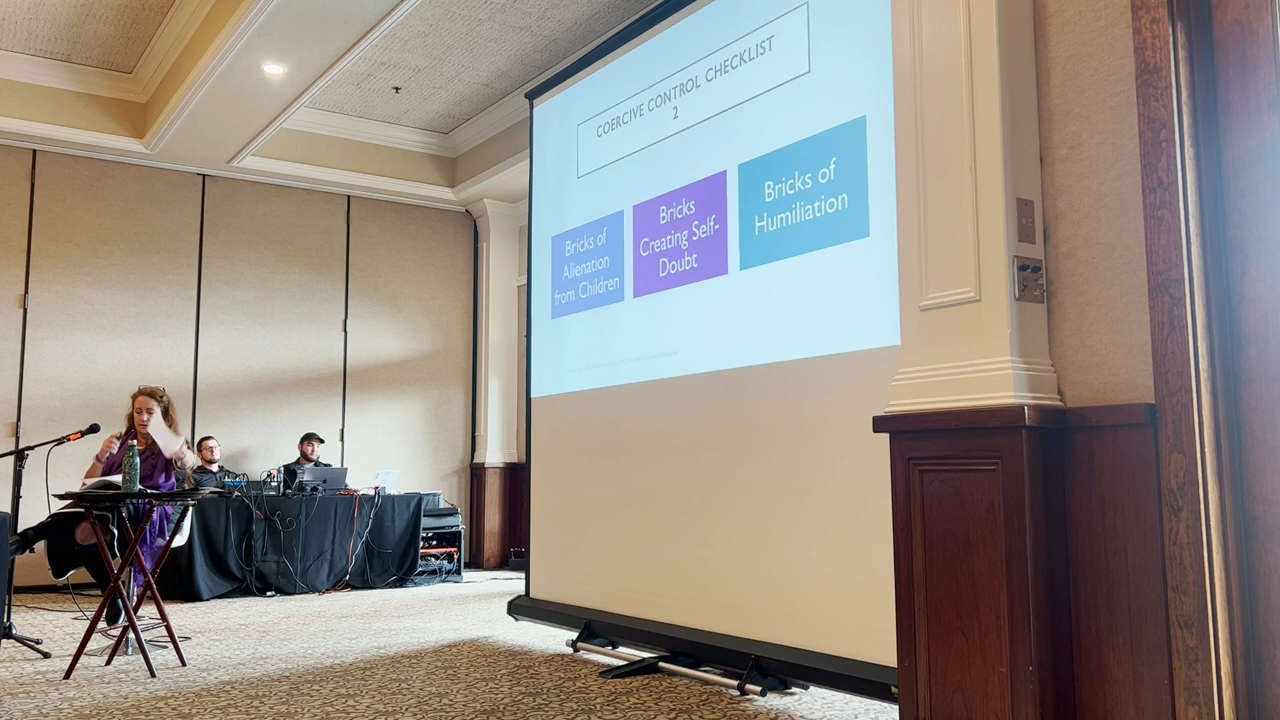 COERCIVE CONTROL CHECKLIST
2
Bricks of
Alienation
from Children
Bricks
Creating Self-
Doubt
Bricks of
Humiliation